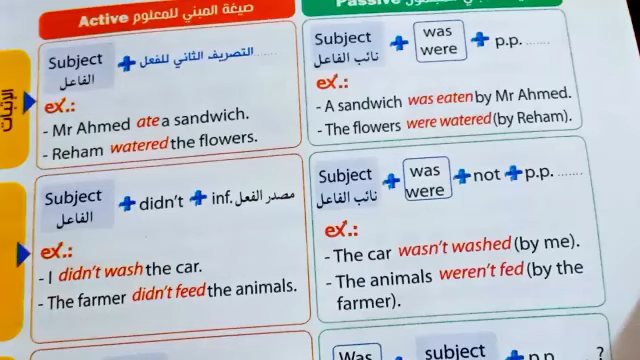 Active صيغة المبني للمعلوم
Passive
الإثبات
Subject + التصريف الثاني للفعل ......
الفاعل
ex.:
- Mr Ahmed ate a sandwich.
- Reham watered the flowers.
Subject + was + p.p. .......
نائب الفاعل were
ex.:
- A sandwich was eaten by Mr Ahmed.
- The flowers were watered (by Reham).
Subject + didn't + inf. مصدر الفعل
الفاعل
ex.:
- I didn't wash the car.
- The farmer didn't feed the animals.
Subject + was + not + p.p. .......
نائب الفاعل were
ex.:
- The car wasn't washed (by me).
- The animals weren't fed (by the
farmer).
Was + subject + p.p. ?